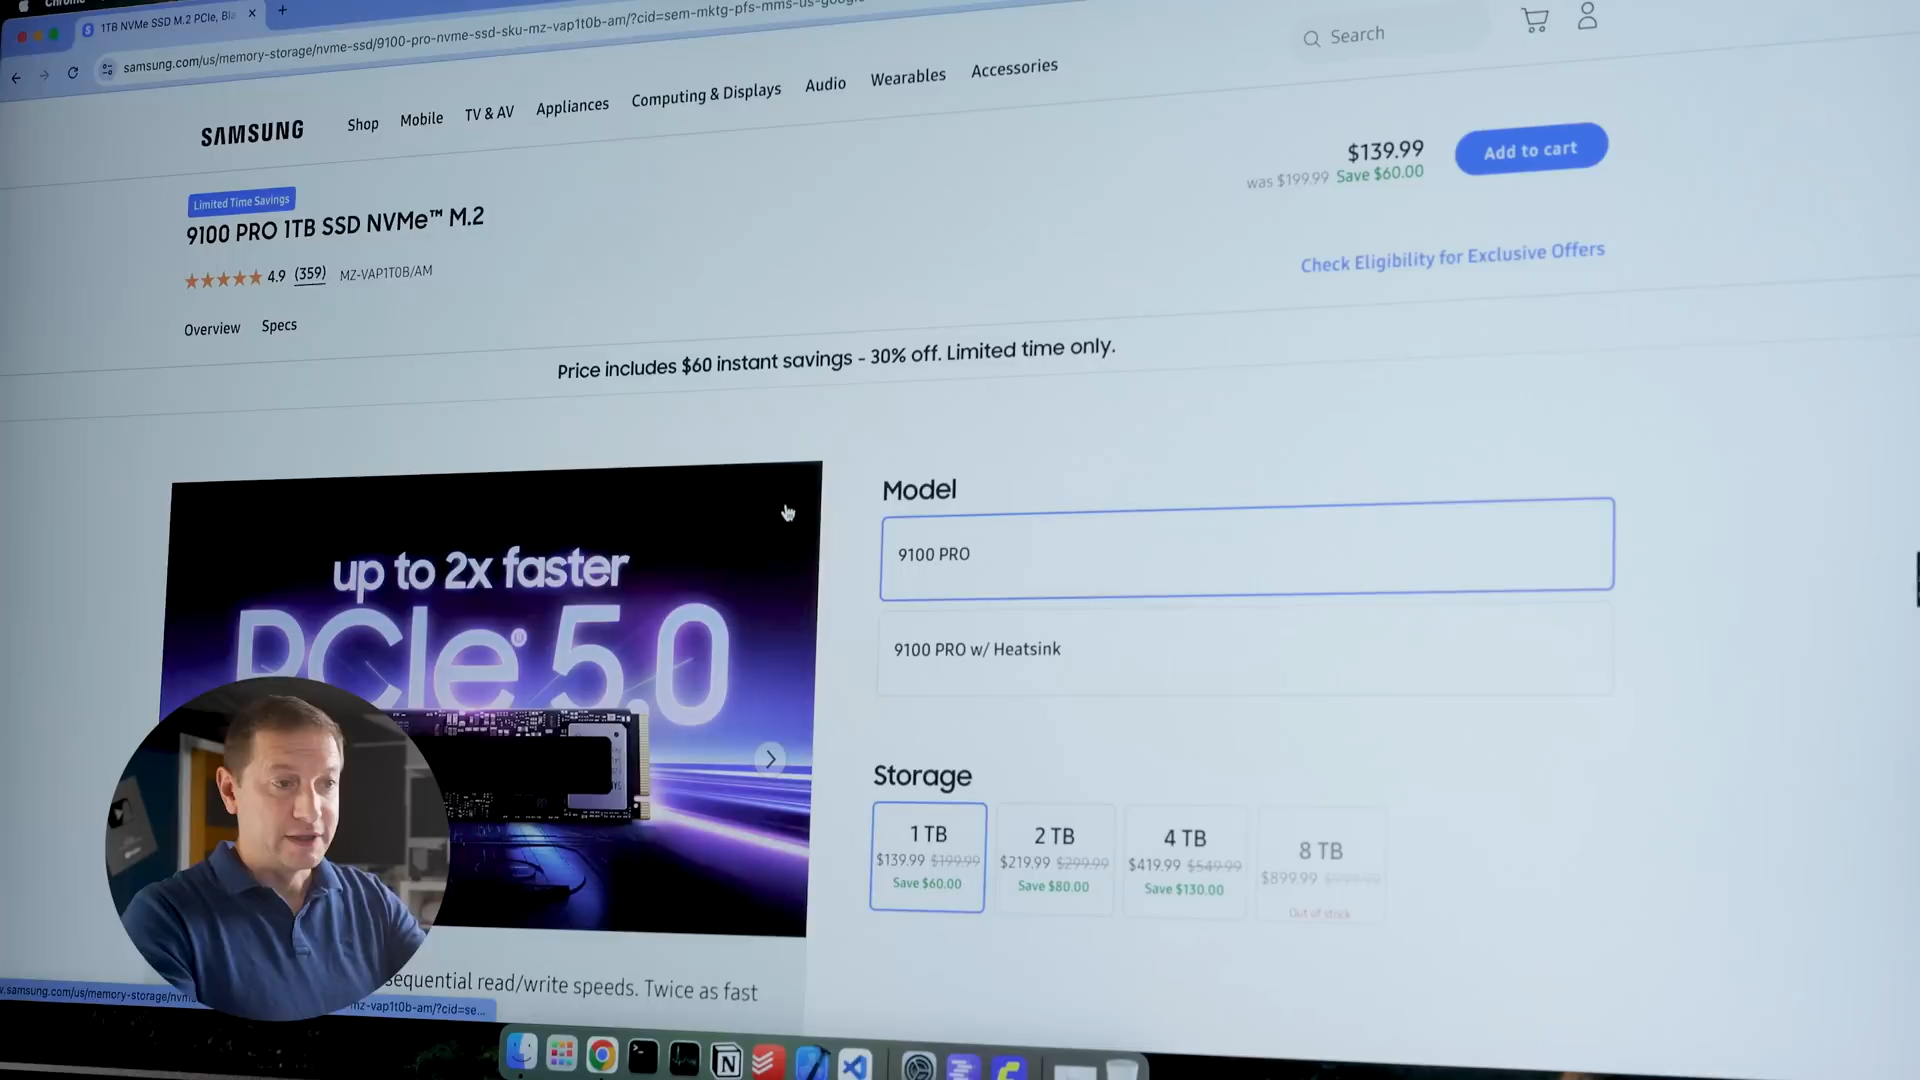 1TB NVMe SSD M.2 PCIe, Bla
samsung.com/us/memory-storage/nvme-ssd/9100-pro-nvme-ssd-sku-mz-vap1t0b-am/?cid=sem-mktg-pfs-mms-us-google
SAMSUNG
Shop
Mobile
TV & AV
Appliances
Computing & Displays
Audio
Wearables
Accessories
Search
Limited Time Savings
9100 PRO 1TB SSD NVMe™ M.2
4.9 (359) MZ-VAP1T0B/AM
$139.99
was $199.99 Save $60.00
Add to cart
Check Eligibility for Exclusive Offers
Overview
Specs
Price includes $60 instant savings - 30% off. Limited time only.
up to 2x faster
PCIe® 5.0
Model
9100 PRO
9100 PRO w/ Heatsink
Storage
1 TB
$139.99 $199.99
Save $60.00
2 TB
$219.99 $299.99
Save $80.00
4 TB
$419.99 $549.99
Save $130.00
8 TB
$899.99
Out of stock
sequential read/write speeds. Twice as fast
.samsung.com/us/memory-storage/nvm
mz-vap1t0b-am/?cid=se...